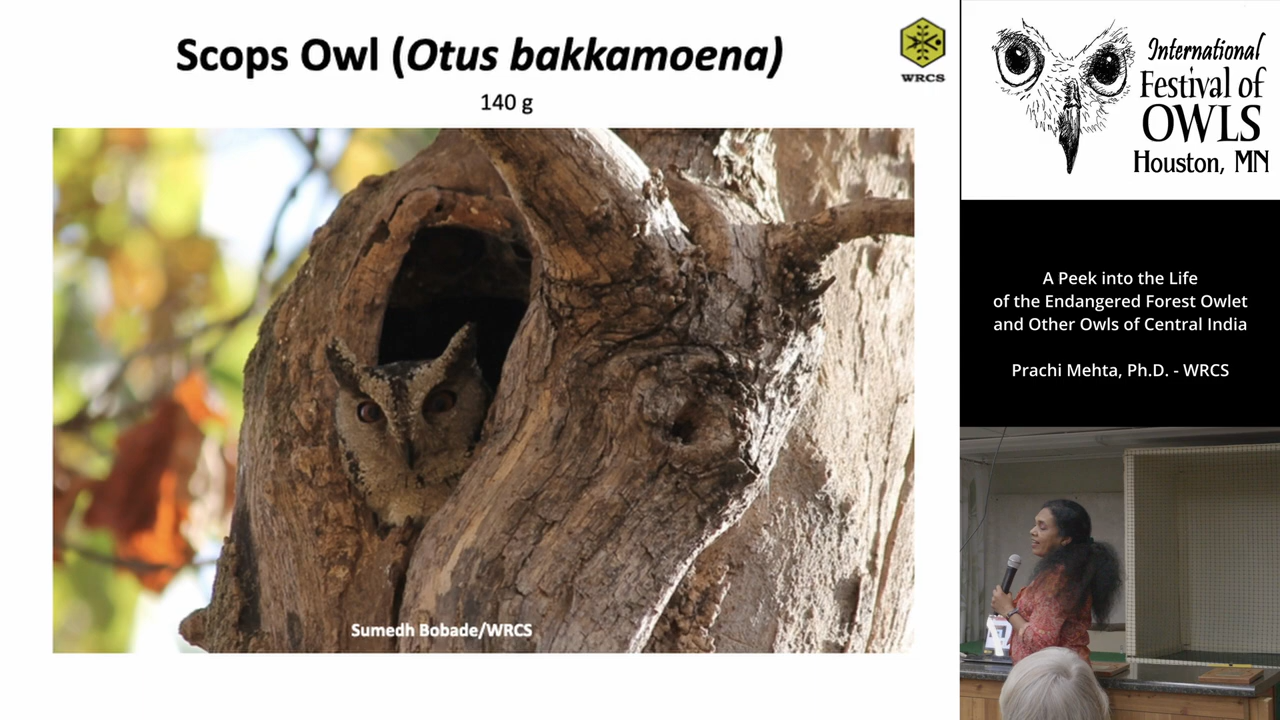 Scops Owl (Otus bakkamoena)
140 g
WRCS
Sumedh Bobade/WRCS
International
Festival of
OWLS
Houston, MN
A Peek into the Life
of the Endangered Forest Owlet
and Other Owls of Central India
Prachi Mehta, Ph.D. - WRCS